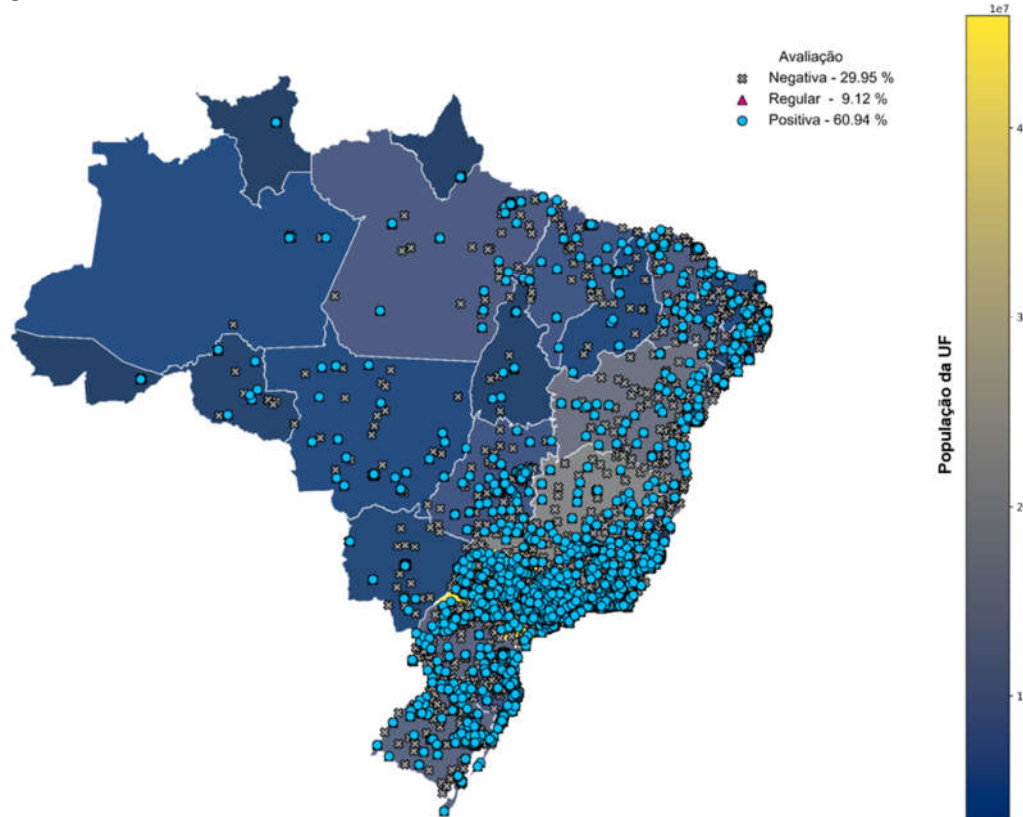 1e7
Avaliação
Negativa - 29.95 %
Regular - 9.12 %
Positiva - 60.94 %
4
3
2
1
População da UF